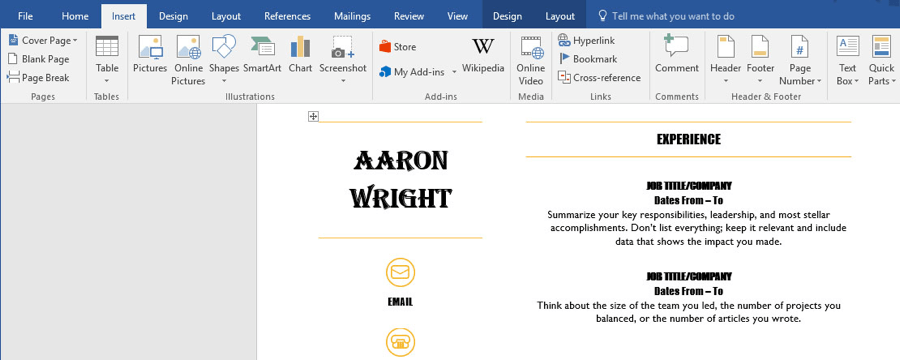 File Home Insert Design Layout References Mailings Review View Design Layout Tell me what you want to do
Cover Page
Blank Page
Page Break
Pages
Table
Tables
Pictures
Online
Pictures
Shapes
SmartArt
Chart
Screenshot
Illustrations
Store
My Add-ins
W
Wikipedia
Add-ins
Online
Video
Media
Hyperlink
Bookmark
Cross-reference
Links
Comment
Comments
Header
Footer
#
Page
Number
Header & Footer
A
Text
Box
Quick
Parts
AARON
WRIGHT
EMAIL
EXPERIENCE
JOB TITLE/COMPANY
Dates From – To
Summarize your key responsibilities, leadership, and most stellar
accomplishments. Don't list everything; keep it relevant and include
data that shows the impact you made.
JOB TITLE/COMPANY
Dates From – To
Think about the size of the team you led, the number of projects you
balanced, or the number of articles you wrote.